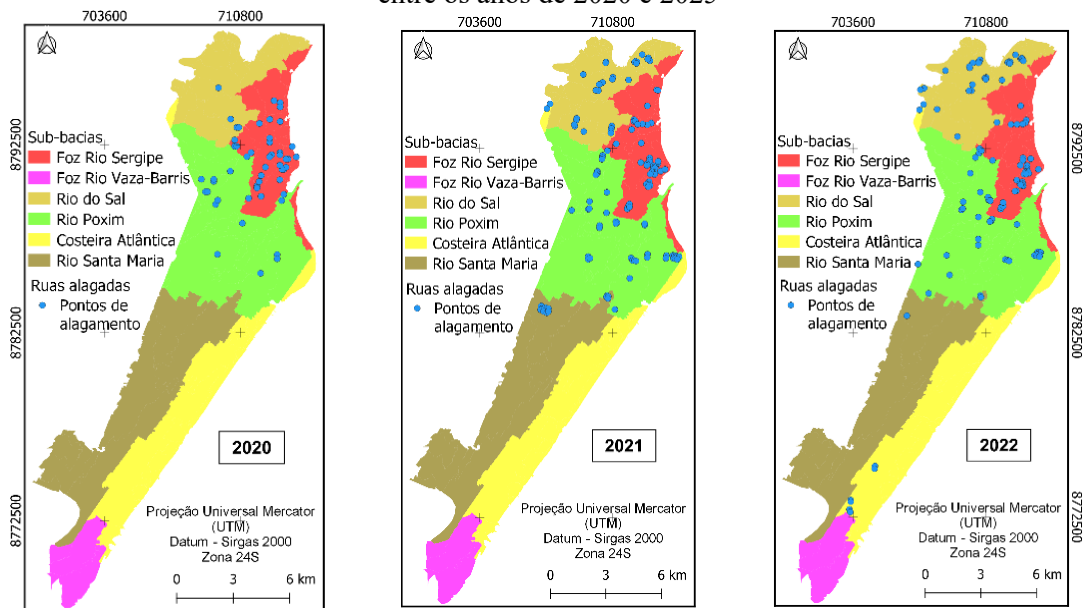 entre os anos de 2020 e 2023
703600 710800
703600 710800
703600 710800
8792500
8782500
8772500
Sub-bacias
Foz Rio Sergipe
Foz Rio Vaza-Barris
Rio do Sal
Rio Poxim
Costeira Atlântica
Rio Santa Maria
Ruas alagadas
Pontos de
alagamento
2020
Projeção Universal Mercator
(UTM)
Datum - Sirgas 2000
Zona 24S
0 3 6 km
Sub-bacias
Foz Rio Sergipe
Foz Rio Vaza-Barris
Rio do Sal
Rio Poxim
Costeira Atlântica
Rio Santa Maria
Ruas alagadas
Pontos de
alagamento
2021
Projeção Universal Mercator
(UTM)
Datum - Sirgas 2000
Zona 24S
0 3 6 km
Sub-bacias
Foz Rio Sergipe
Foz Rio Vaza-Barris
Rio do Sal
Rio Poxim
Costeira Atlântica
Rio Santa Maria
Ruas alagadas
Pontos de
alagamento
2022
Projeção Universal Mercator
(UTM)
Datum - Sirgas 2000
Zona 24S
0 3 6 km
8792500
8782500
8772500